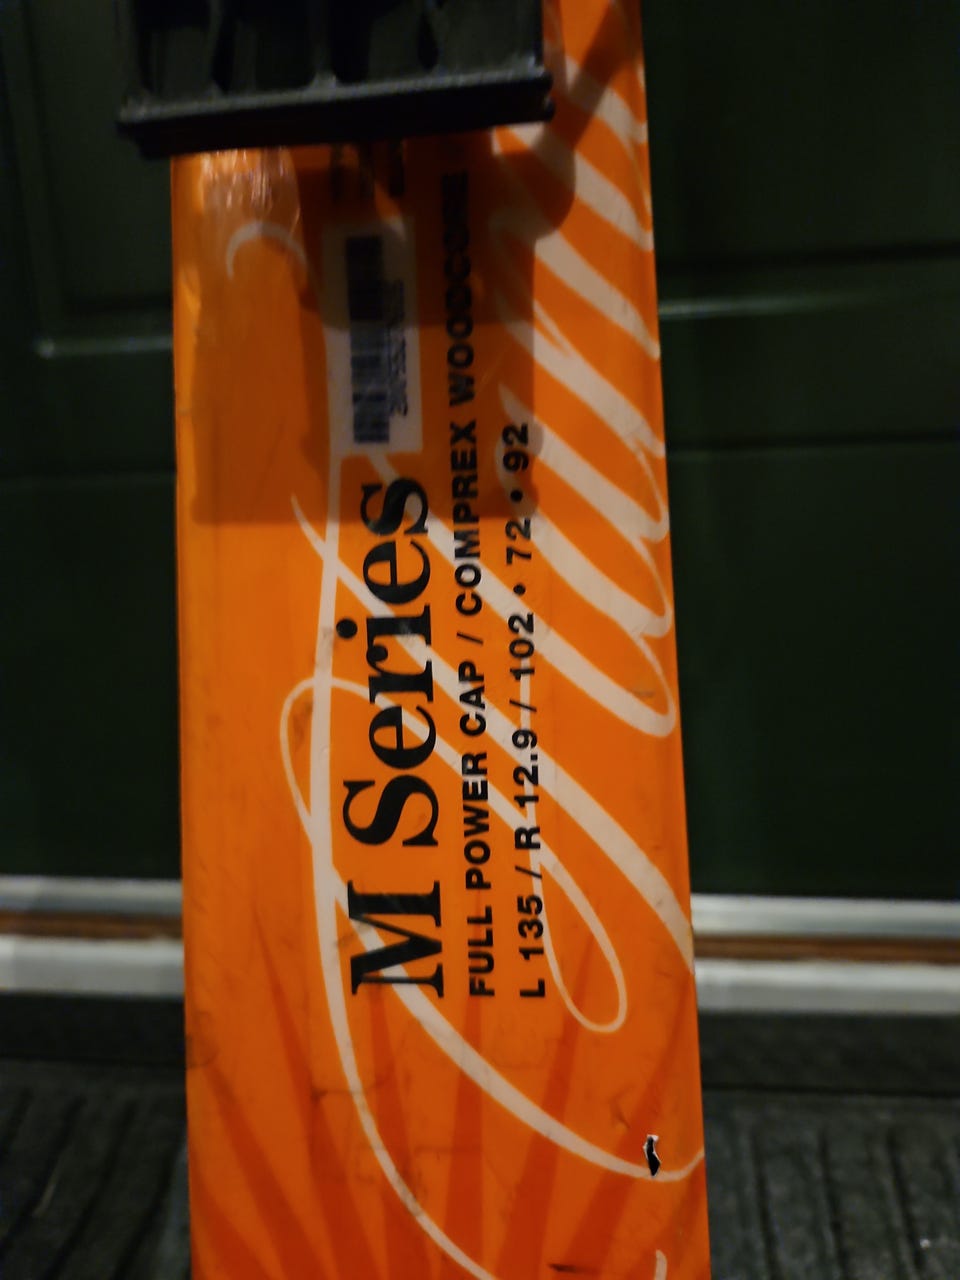 M Series
FULL POWER CAP / COMPREX WOODCORE
L 135 / R 12.9 / 102 • 72 • 92